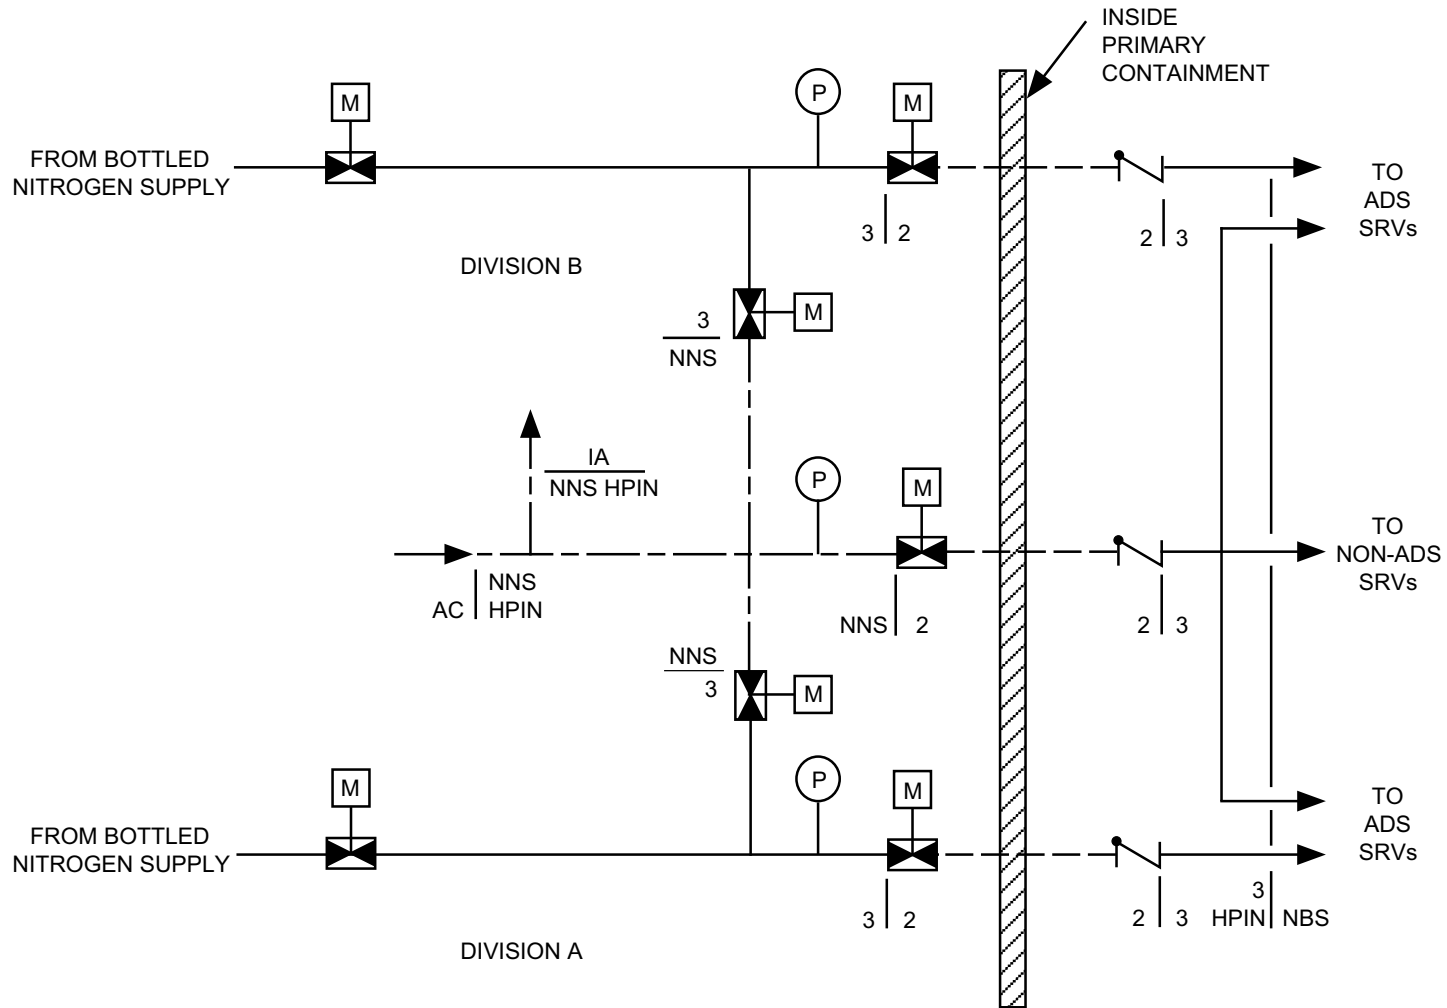 INSIDE
PRIMARY
CONTAINMENT
M
P
M
FROM BOTTLED
NITROGEN SUPPLY
TO
ADS
SRVs
3 2
2 3
DIVISION B
M
3
NNS
IA
NNS HPIN
P
M
TO
NON-ADS
SRVs
AC
NNS
HPIN
NNS 2
2 3
NNS
3
M
M
P
M
FROM BOTTLED
NITROGEN SUPPLY
TO
ADS
SRVs
3 2
2 3
3
HPIN NBS
DIVISION A